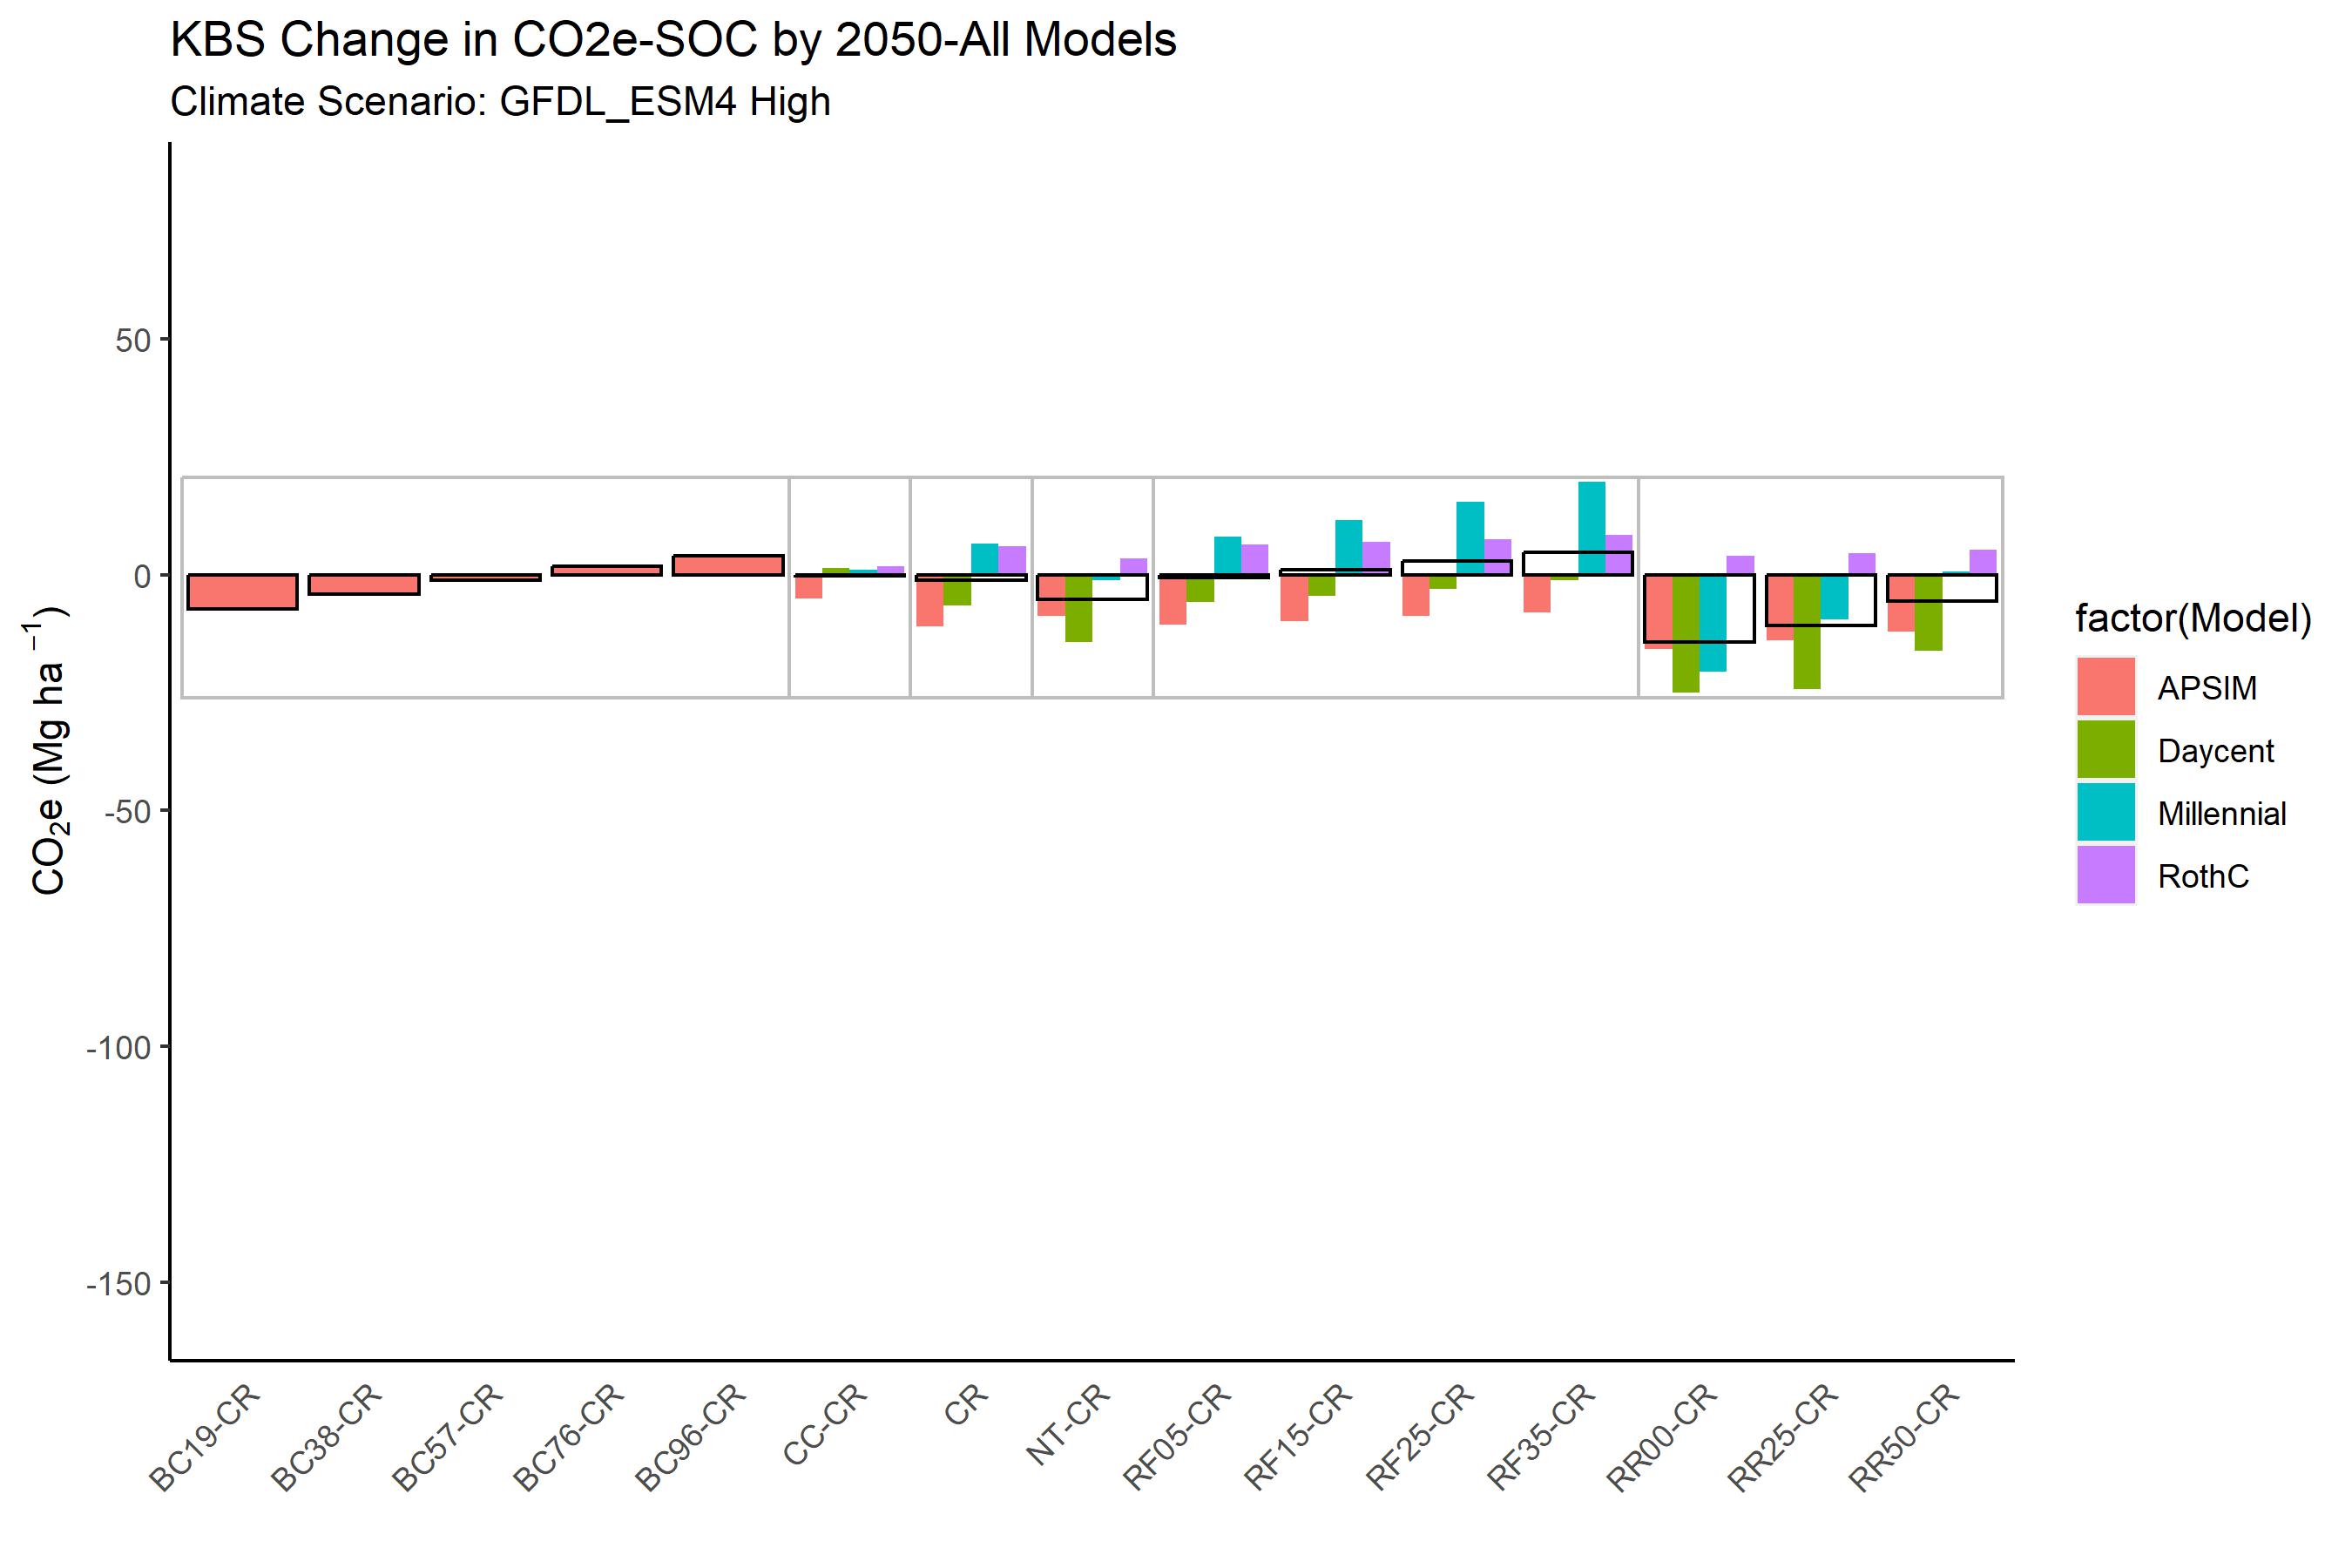 KBS Change in CO2e-SOC by 2050-All Models
Climate Scenario: GFDL_ESM4 High
CO₂e (Mg ha ⁻¹)
50
0
-50
-100
-150
BC19-CR
BC38-CR
BC57-CR
BC76-CR
BC96-CR
CC-CR
CR
NT-CR
RF05-CR
RF15-CR
RF25-CR
RF35-CR
RR00-CR
RR25-CR
RR50-CR
factor(Model)
APSIM
Daycent
Millennial
RothC